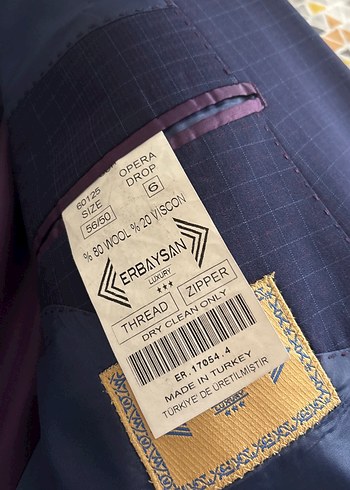 60125 OPERA
SIZE DROP
56/50 6
% 80 WOOL % 20 VISCON
ERBAYSAN
LUXURY
THREAD ZIPPER
DRY CLEAN ONLY
ER.17054.4
MADE IN TURKEY
TÜRKİYE DE ÜRETİLMİŞTİR
LUXURY